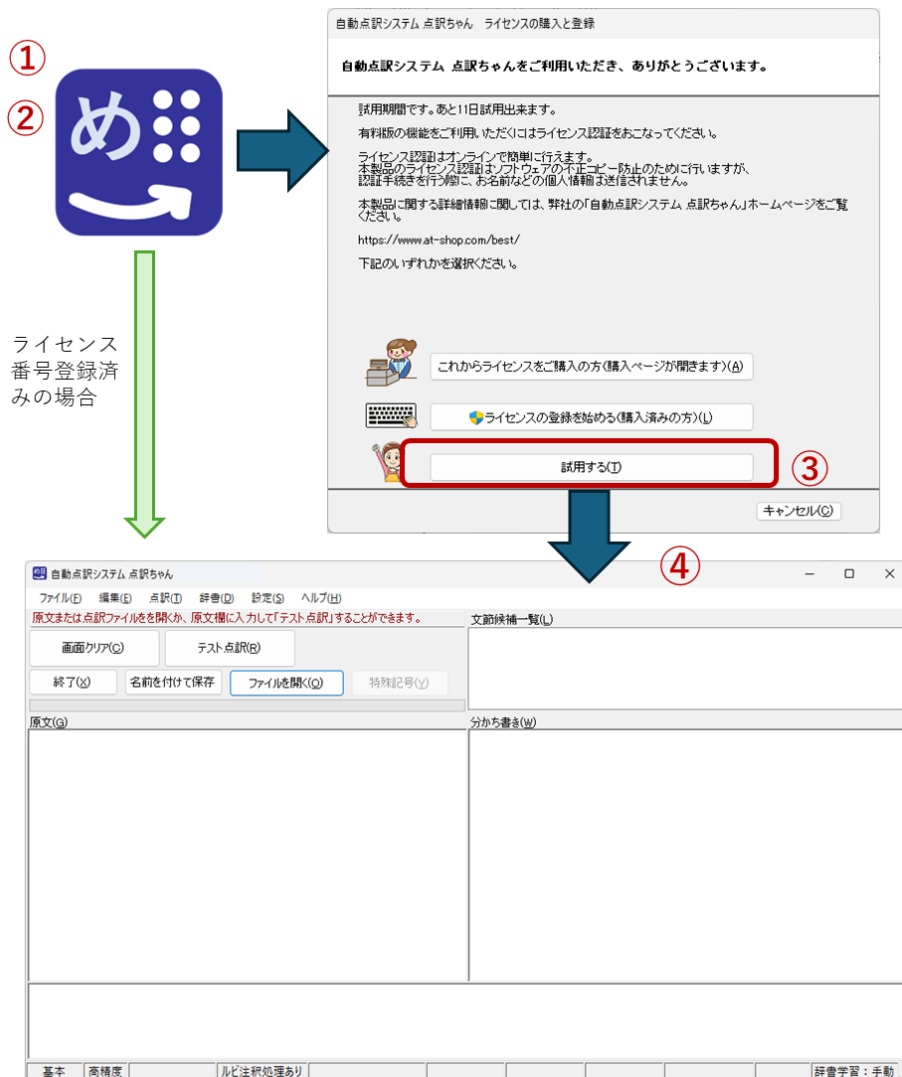 ①
②
め
自動点訳システム 点訳ちゃん ライセンスの購入と登録
自動点訳システム 点訳ちゃんをご利用いただき、ありがとうございます。
試用期間です。あと11日試用出来ます。
有料版の機能をご利用いただくにはライセンス認証をおこなってください。
ライセンス認証はオンラインで簡単に行えます。
本製品のライセンス認証はソフトウェアの不正コピー防止のために行いますが、
認証手続きを行う際に、お名前などの個人情報は送信されません。
本製品に関する詳細情報に関しては、弊社の「自動点訳システム 点訳ちゃん」ホームページをご覧
ください。
https://www.at-shop.com/best/
下記のいずれかを選択ください。
これからライセンスをご購入の方(購入ページが開きます)(A)
ライセンスの登録を始める(購入済みの方)(L)
試用する(T)
③
キャンセル(C)
ライセンス
番号登録済
みの場合
④
め 自動点訳システム 点訳ちゃん
ファイル(F) 編集(E) 点訳(T) 辞書(D) 設定(S) ヘルプ(H)
原文または点訳ファイルをを開くか、原文欄に入力して「テスト点訳」することができます。
文節候補一覧(L)
画面クリア(C) テスト点訳(R)
終了(X) 名前を付けて保存 ファイルを開く(O) 特殊記号(Y)
原文(G) 分かち書き(W)
基本 高精度 ルビ注釈処理あり 辞書学習：手動